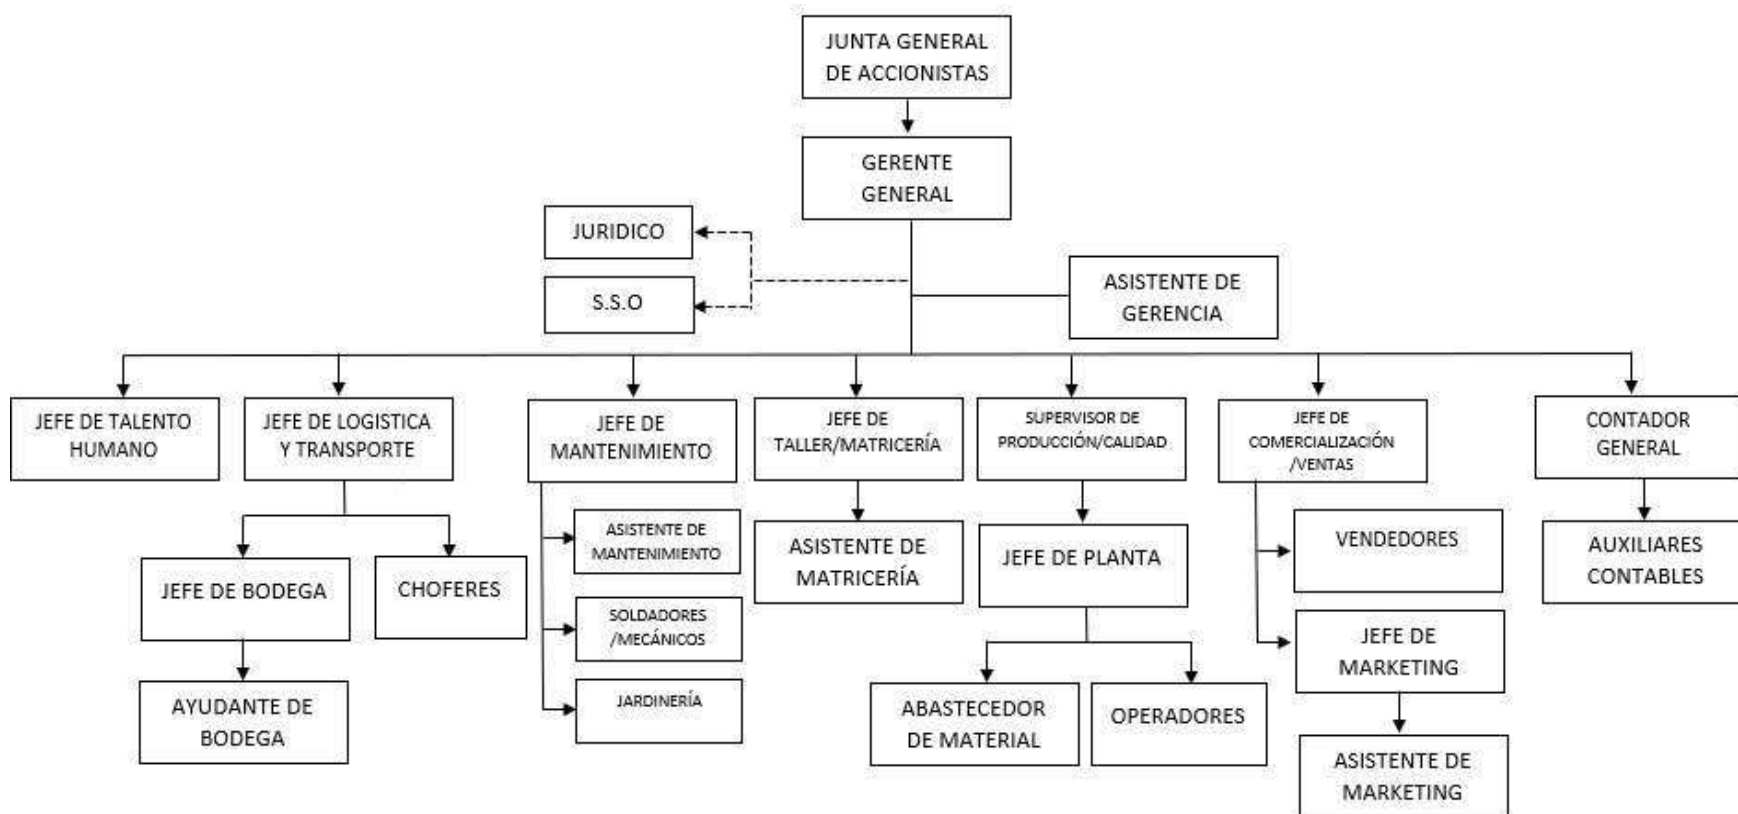 JUNTA GENERAL
DE ACCIONISTAS
GERENTE
GENERAL
JURIDICO
S.S.O
ASISTENTE DE
GERENCIA
JEFE DE TALENTO
HUMANO
JEFE DE LOGISTICA
Y TRANSPORTE
JEFE DE
MANTENIMIENTO
JEFE DE
TALLER/MATRICERÍA
SUPERVISOR DE
PRODUCCIÓN/CALIDAD
JEFE DE
COMERCIALIZACIÓN
/VENTAS
CONTADOR
GENERAL
JEFE DE BODEGA
CHOFERES
ASISTENTE DE
MANTENIMIENTO
ASISTENTE DE
MATRICERÍA
JEFE DE PLANTA
VENDEDORES
AUXILIARES
CONTABLES
SOLDADORES
/MECÁNICOS
JEFE DE
MARKETING
AYUDANTE DE
BODEGA
JARDINERÍA
ABASTECEDOR
DE MATERIAL
OPERADORES
ASISTENTE DE
MARKETING